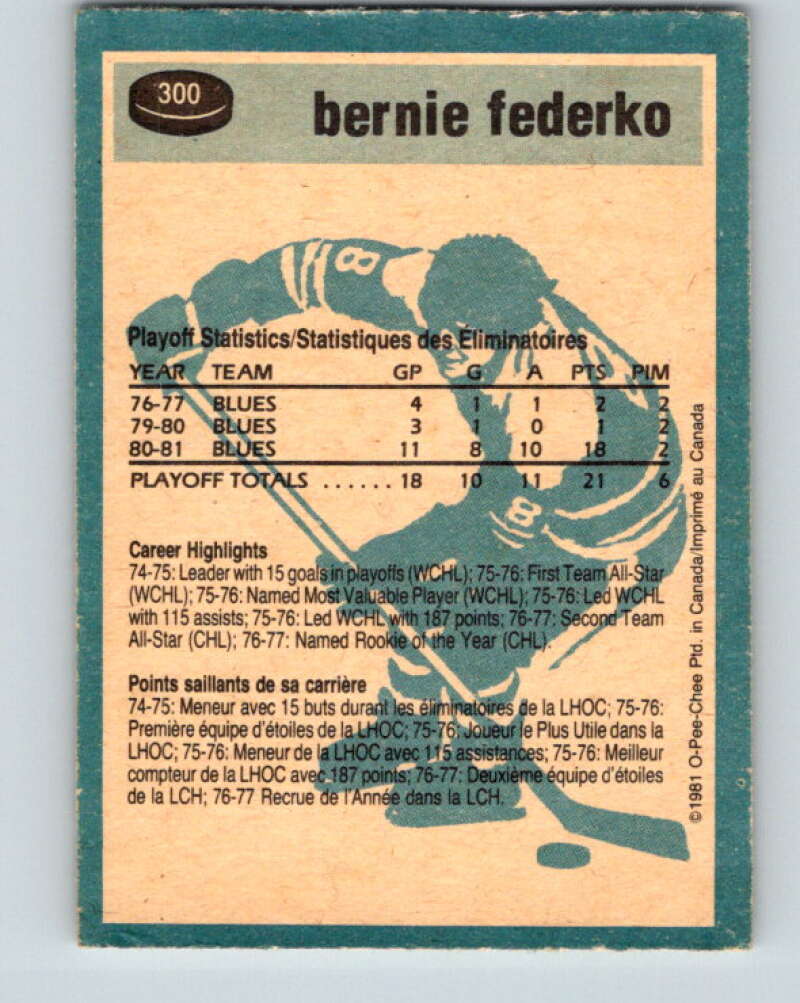 300
bernie federko
8
Playoff Statistics/Statistiques des Éliminatoires
YEAR TEAM GP G A PTS PIM
76-77 BLUES 4 1 1 2 2
79-80 BLUES 3 1 0 1 2
80-81 BLUES 11 8 10 18 2
PLAYOFF TOTALS ...... 18 10 11 21 6
8
Career Highlights
74-75: Leader with 15 goals in playoffs (WCHL); 75-76: First Team All-Star
(WCHL); 75-76: Named Most Valuable Player (WCHL); 75-76: Led WCHL
with 115 assists; 75-76: Led WCHL with 187 points; 76-77: Second Team
All-Star (CHL); 76-77: Named Rookie of the Year (CHL).
Points saillants de sa carrière
74-75: Meneur avec 15 buts durant les éliminatoires de la LHOC; 75-76:
Première équipe d'étoiles de la LHOC; 75-76: Joueur le Plus Utile dans la
LHOC; 75-76: Meneur de la LHOC avec 115 assistances; 75-76: Meilleur
compteur de la LHOC avec 187 points; 76-77: Deuxième équipe d'étoiles
de la LCH; 76-77 Recrue de l'Année dans la LCH.
©1981 O-Pee-Chee Ptd. in Canada/Imprimé au Canada